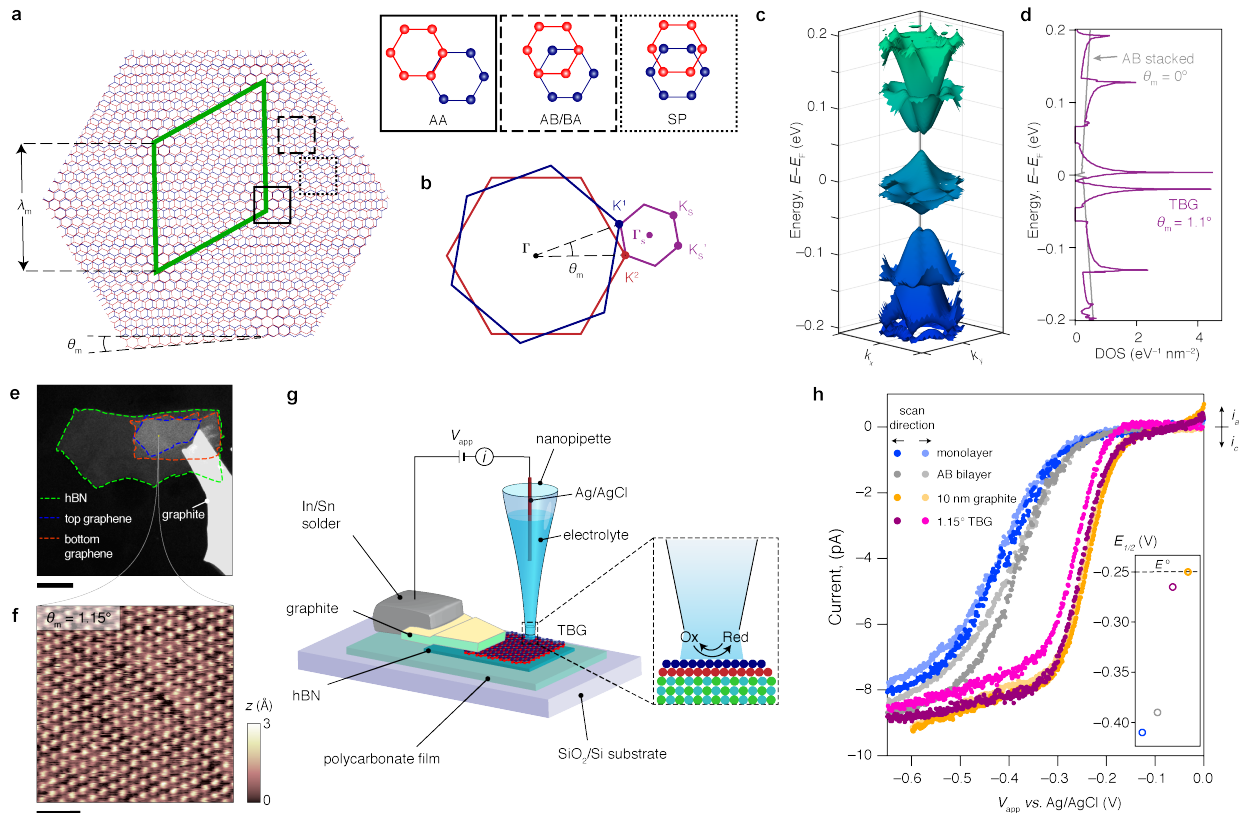 a
λm
θm
AA
AB/BA
SP
b
K¹
K²
Γ
θm
Γs
Ks
Ks'
c
Energy, E–EF (eV)
0.2
0.1
0
−0.1
−0.2
kx
ky
d
Energy, E–EF (eV)
0.2
0.1
0
−0.1
−0.2
AB stacked
θm = 0°
TBG
θm = 1.1°
0
2
4
DOS (eV⁻¹ nm⁻²)
e
hBN
top graphene
bottom
graphene
graphite
f
θm = 1.15°
z (Å)
3
0
g
Vapp
i
nanopipette
Ag/AgCl
electrolyte
In/Sn
solder
graphite
TBG
hBN
polycarbonate film
SiO₂/Si substrate
Ox
Red
h
scan
direction
monolayer
AB bilayer
10 nm graphite
1.15° TBG
ia
ic
Current, (pA)
0
−2
−4
−6
−8
−10
E1/2 (V)
E°
−0.25
−0.30
−0.35
−0.40
−0.6
−0.5
−0.4
−0.3
−0.2
−0.1
0.0
Vapp vs. Ag/AgCl (V)